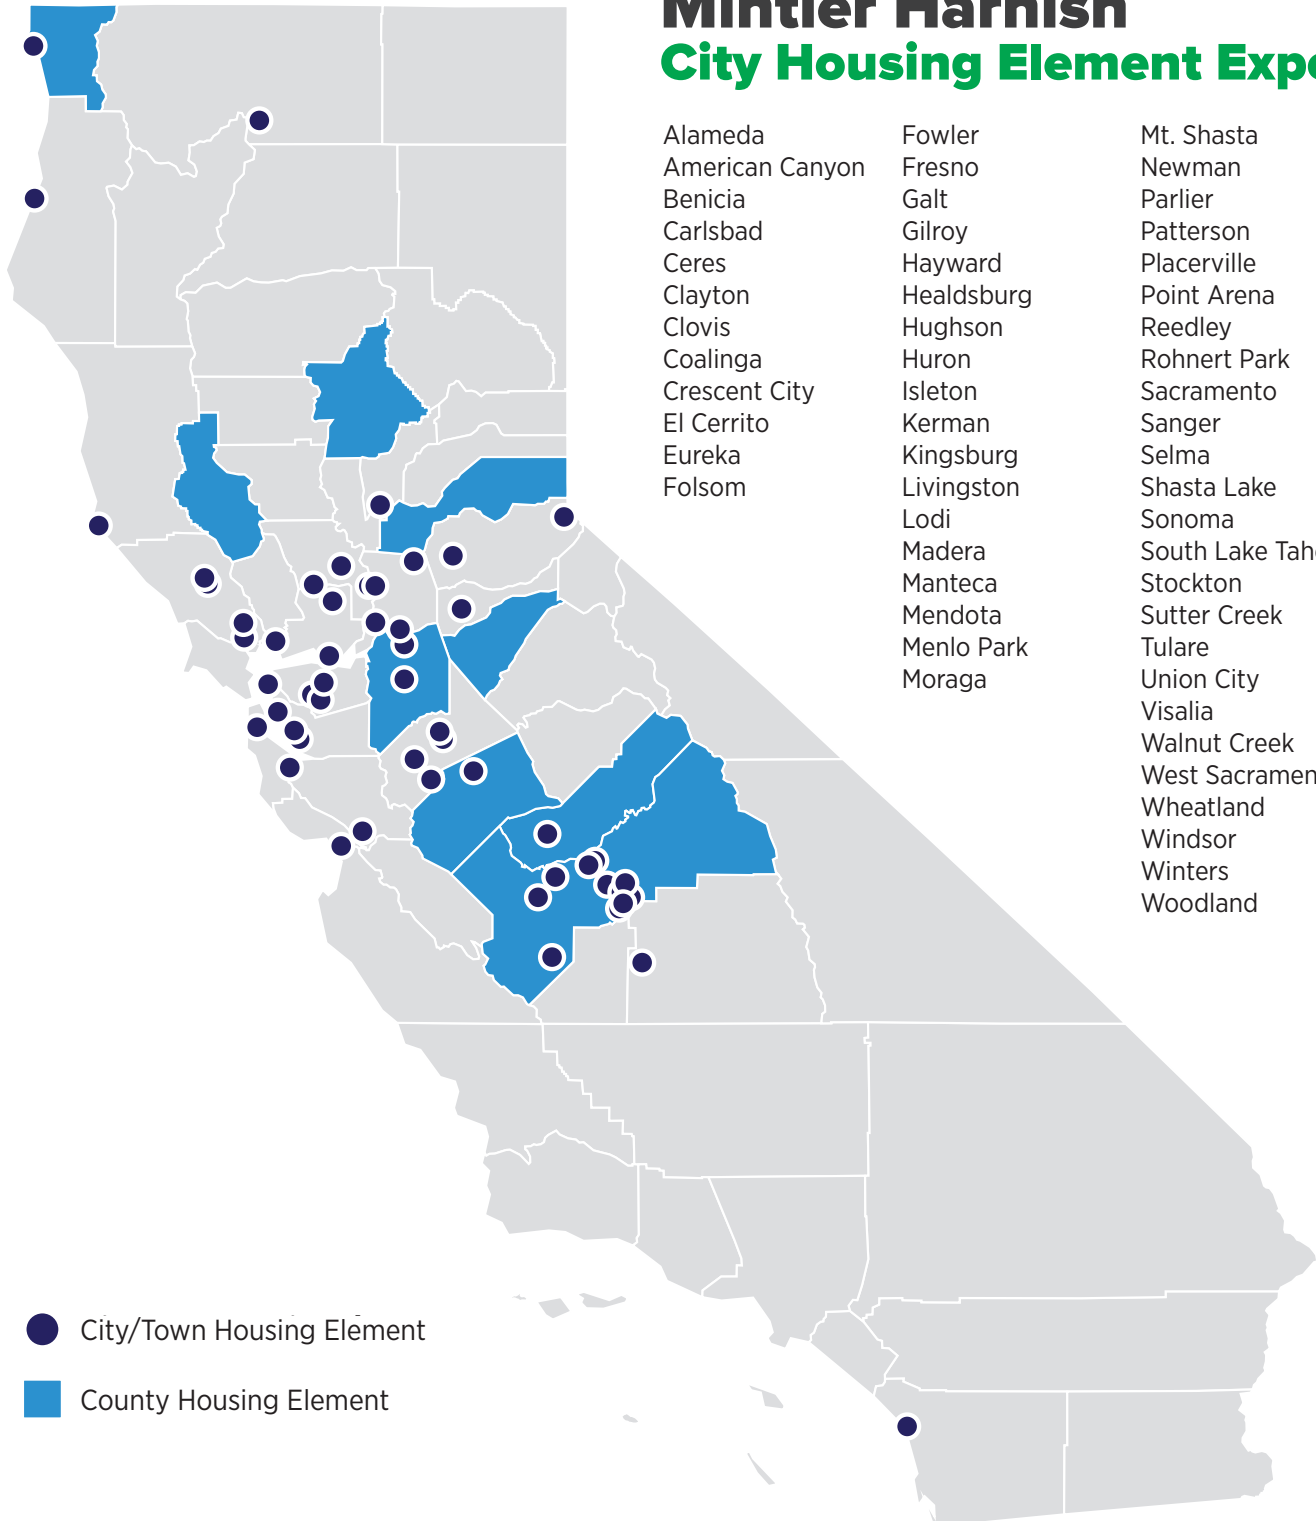 Mintier Harnish
City Housing Element Expe
Alameda
American Canyon
Benicia
Carlsbad
Ceres
Clayton
Clovis
Coalinga
Crescent City
El Cerrito
Eureka
Folsom
Fowler
Fresno
Galt
Gilroy
Hayward
Healdsburg
Hughson
Huron
Isleton
Kerman
Kingsburg
Livingston
Lodi
Madera
Manteca
Mendota
Menlo Park
Moraga
Mt. Shasta
Newman
Parlier
Patterson
Placerville
Point Arena
Reedley
Rohnert Park
Sacramento
Sanger
Selma
Shasta Lake
Sonoma
South Lake Tah
Stockton
Sutter Creek
Tulare
Union City
Visalia
Walnut Creek
West Sacramen
Wheatland
Windsor
Winters
Woodland
City/Town Housing Element
County Housing Element